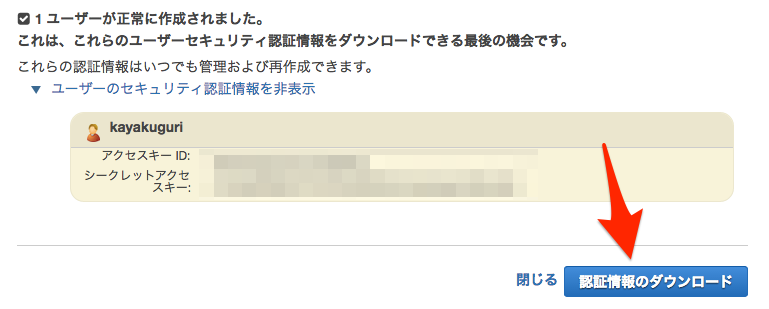 1 ユーザーが正常に作成されました。
これは、これらのユーザーセキュリティ認証情報をダウンロードできる最後の機会です。
これらの認証情報はいつでも管理および再作成できます。
▼ ユーザーのセキュリティ認証情報を非表示
kayakuguri
アクセスキー ID:
シークレットアクセ
スキー:
閉じる 認証情報のダウンロード